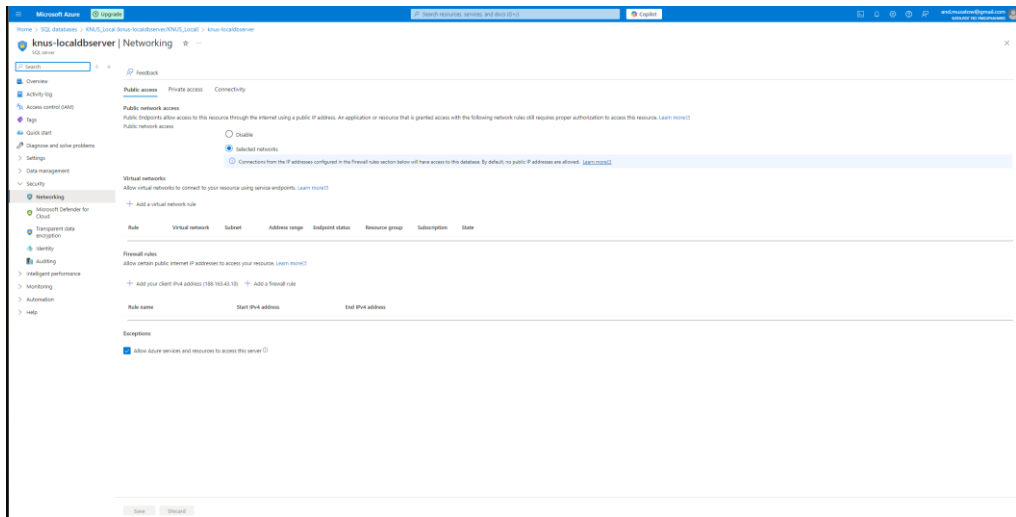 Microsoft Azure Upgrade Search resources, services, and docs (G+/) Copilot
Home > SQL databases > KNUS_Local (knus-localdbserver/KNUS_Local) > knus-localdbserver
knus-localdbserver | Networking
SQL server
Search
Feedback
Overview
Activity log
Access control (IAM)
Tags
Quick start
Diagnose and solve problems
Settings
Data management
Security
Networking
Microsoft Defender for Cloud
Transparent data encryption
Identity
Auditing
Intelligent performance
Monitoring
Automation
Help
Public access Private access Connectivity
Public network access
Public Endpoints allow access to this resource through the internet using a public IP address. An application or resource that is granted access with the following network rules still requires proper authorization to access this resource. Learn more
Public network access
Disable
Selected networks
Connections from the IP addresses configured in the Firewall rules section below will have access to this database. By default, no public IP addresses are allowed. Learn more
Virtual networks
Allow virtual networks to connect to your resource using service endpoints. Learn more
+ Add a virtual network rule
Rule Virtual network Subnet Address range Endpoint status Resource group Subscription State
Firewall rules
Allow certain public internet IP addresses to access your resource. Learn more
+ Add your client IPv4 address (188.163.43.10) + Add a firewall rule
Rule name Start IPv4 address End IPv4 address
Exceptions
Allow Azure services and resources to access this server
Save Discard